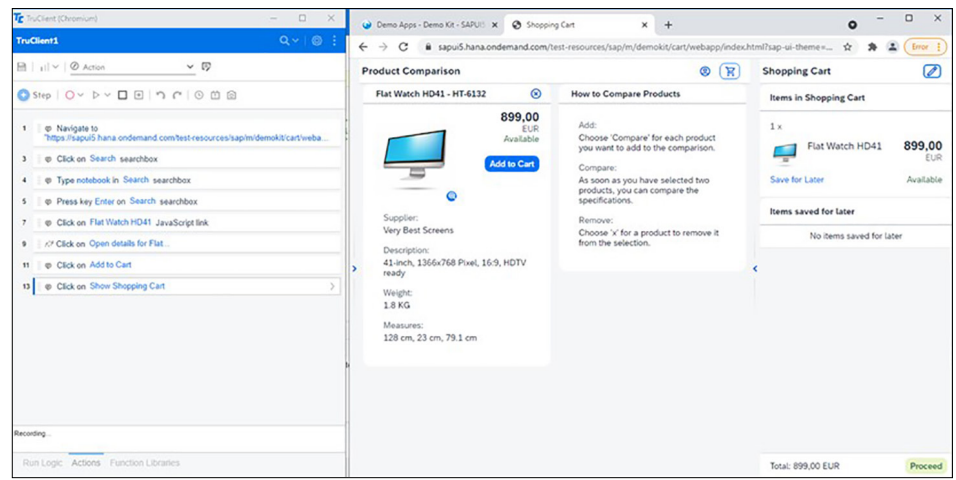 TruClient (Chromium)
TruClient1
Action
Step
1 Navigate to
"https://sapui5.hana.ondemand.com/test-resources/sap/m/demokit/cart/weba...
3 Click on Search searchbox
4 Type notebook in Search searchbox
5 Press key Enter on Search searchbox
7 Click on Flat Watch HD41 JavaScript link
9 Click on Open details for Flat...
11 Click on Add to Cart
13 Click on Show Shopping Cart
Recording...
Run Logic Actions Function Libraries
Demo Apps - Demo Kit - SAPUI5
Shopping Cart
sapui5.hana.ondemand.com/test-resources/sap/m/demokit/cart/webapp/index.html?sap-ui-theme=...
Error
Product Comparison
Flat Watch HD41 - HT-6132
899,00
EUR
Available
Add to Cart
Supplier:
Very Best Screens
Description:
41-inch, 1366x768 Pixel, 16:9, HDTV
ready
Weight:
1.8 KG
Measures:
128 cm, 23 cm, 79.1 cm
How to Compare Products
Add:
Choose 'Compare' for each product
you want to add to the comparison.
Compare:
As soon as you have selected two
products, you can compare the
specifications.
Remove:
Choose 'x' for a product to remove it
from the selection.
Shopping Cart
Items in Shopping Cart
1 x
Flat Watch HD41
899,00
EUR
Save for Later
Available
Items saved for later
No items saved for later
Total: 899,00 EUR
Proceed